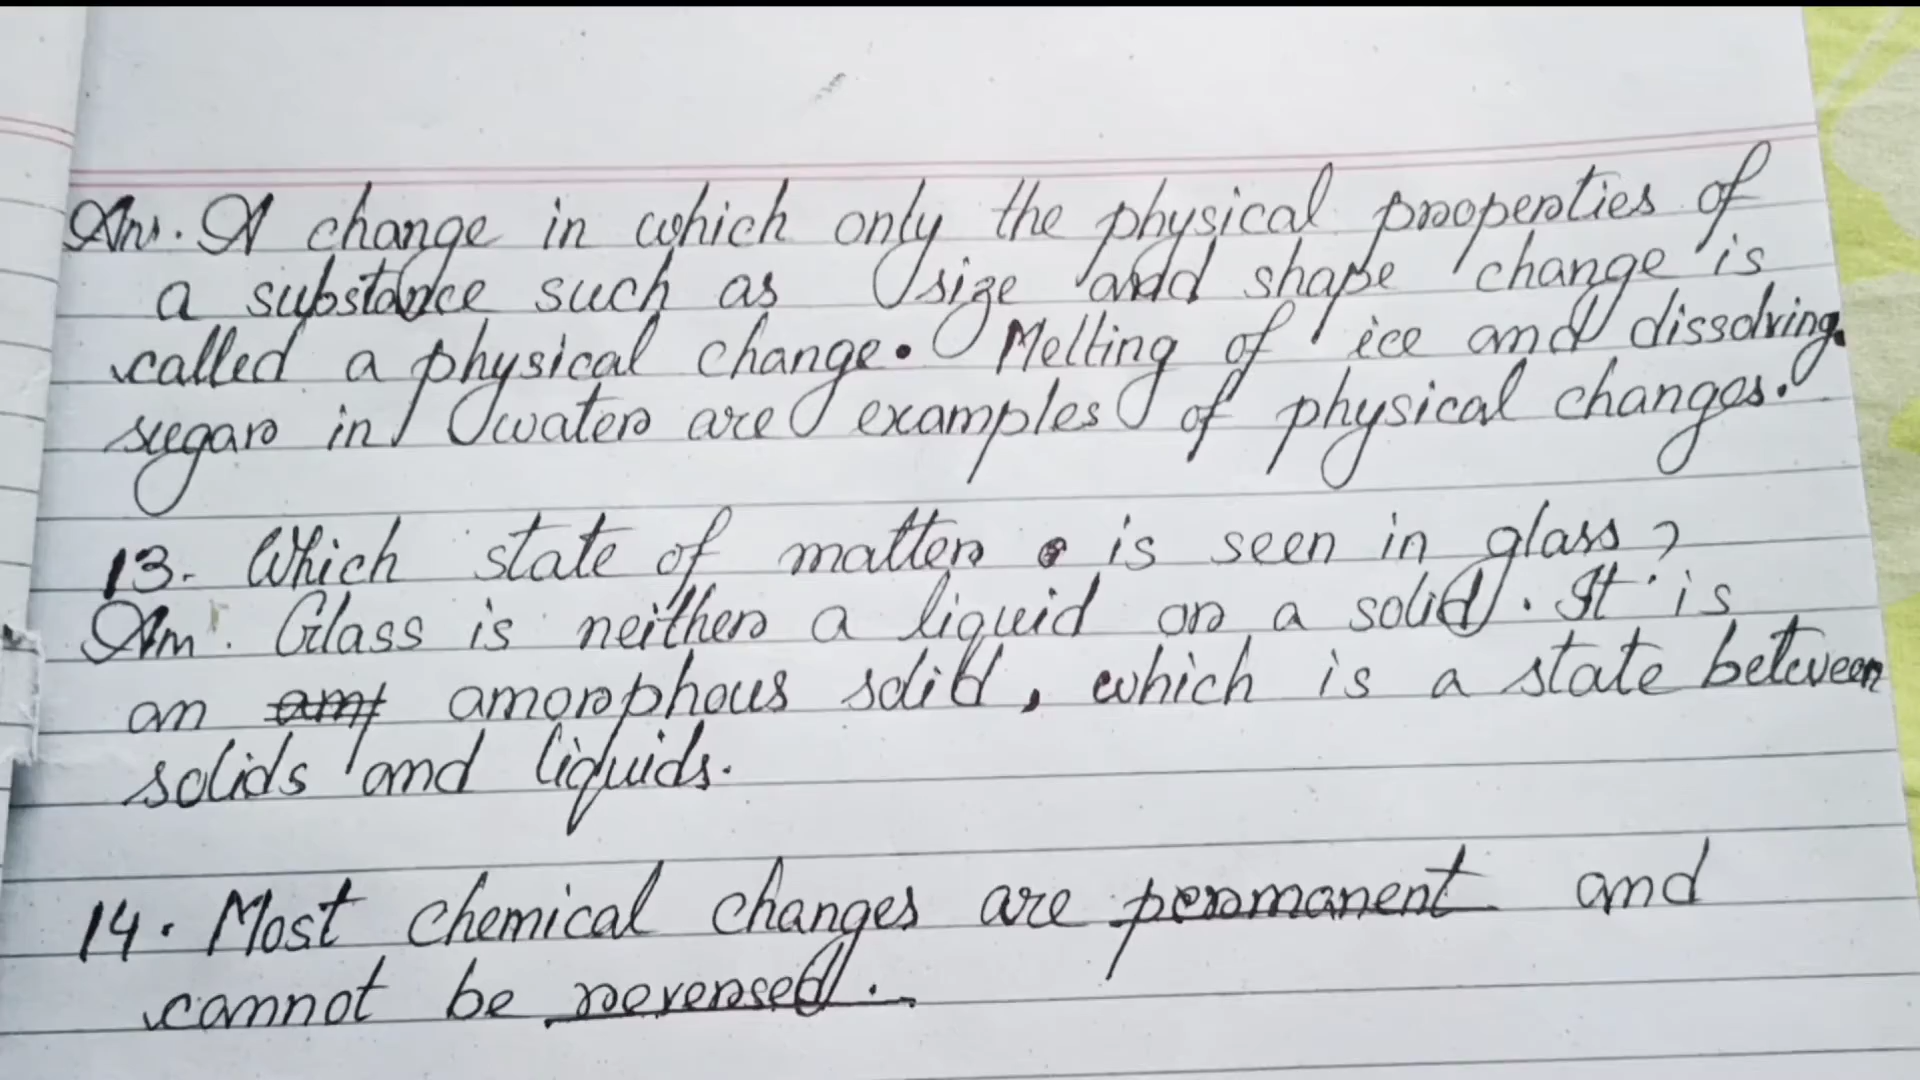 Ans. A change in which only the physical properties of
a substance such as size and shape change is
called a physical change. Melting of ice and dissolving
sugar in water are examples of physical changes.
13. Which state of matter is seen in glass?
Ans. Glass is neither a liquid or a solid. It is
an amorphous solid, which is a state between
solids and liquids.
14. Most chemical changes are permanent and
cannot be reversed.